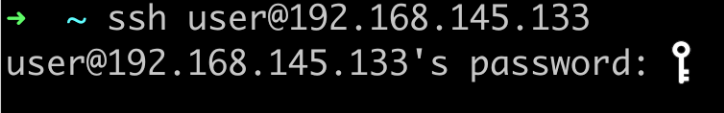 ➜ ~ ssh user@192.168.145.133
user@192.168.145.133's password: